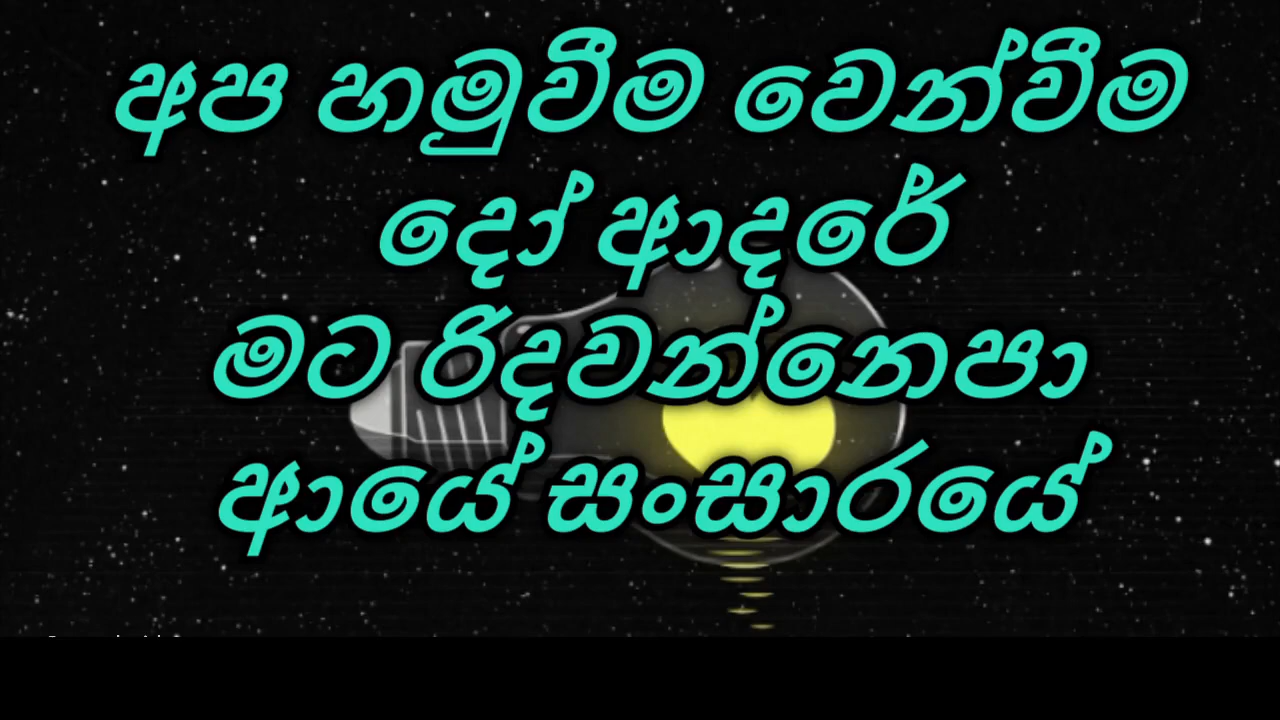 අප හමුවීම වෙන්වීම
දෝ ආදරේ
මට රිදවන්නෙපා
ආයේ සංසාරයේ